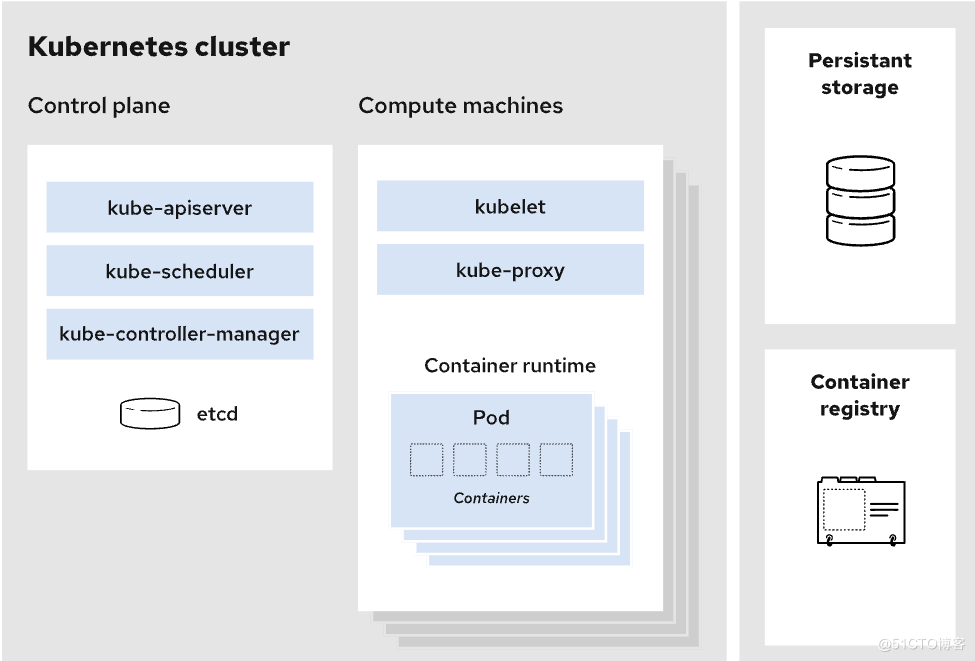 Kubernetes cluster
Control plane
kube-apiserver
kube-scheduler
kube-controller-manager
etcd
Compute machines
kubelet
kube-proxy
Container runtime
Pod
Containers
Persistant
storage
Container
registry
@51CTO博客